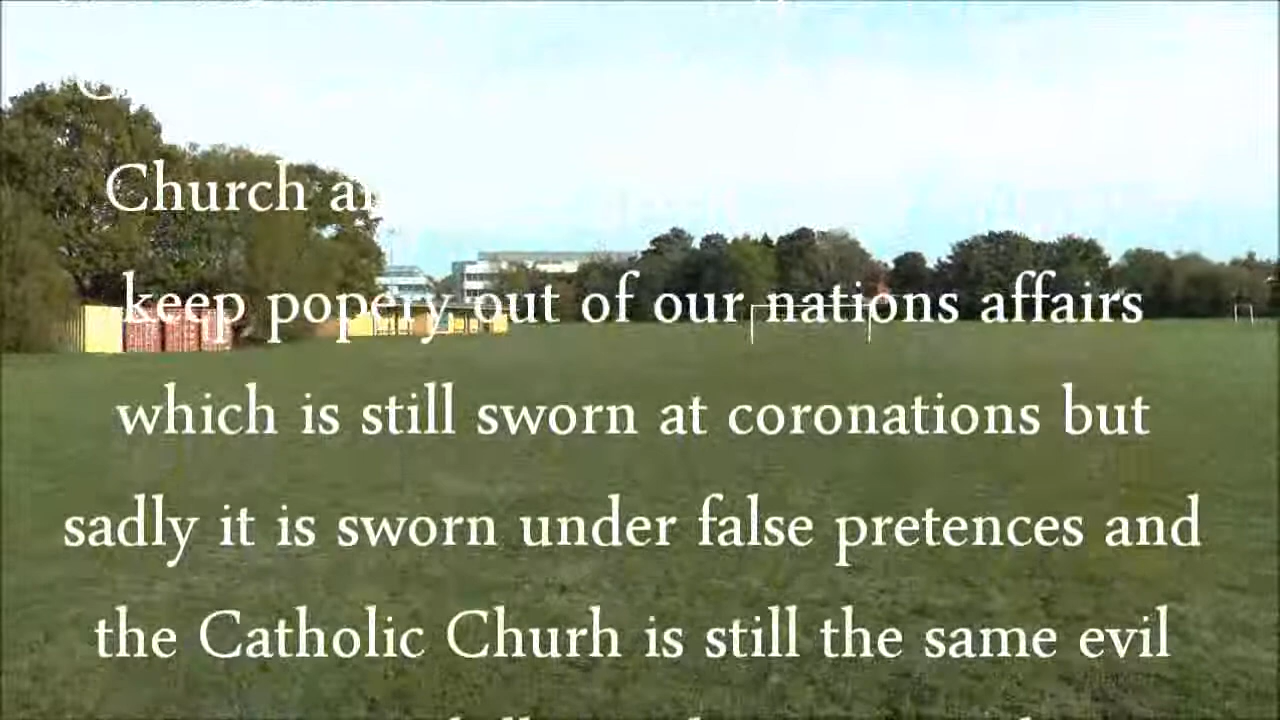 Church
keep popery out of our nations affairs
which is still sworn at coronations but
sadly it is sworn under false pretences and
the Catholic Churh is still the same evil